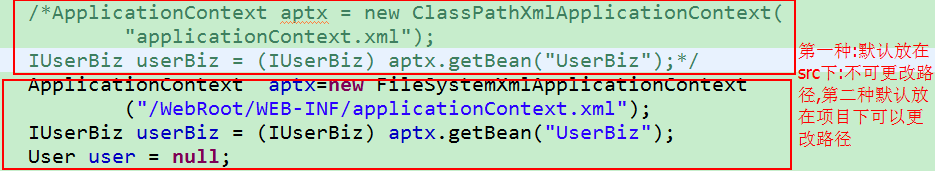 /*ApplicationContext aptx = new ClassPathXmlApplicationContext(
"applicationContext.xml");
IUserBiz userBiz = (IUserBiz) aptx.getBean("UserBiz");*/
ApplicationContext  aptx=new FileSystemXmlApplicationContext
("/WebRoot/WEB-INF/applicationContext.xml");
IUserBiz userBiz = (IUserBiz) aptx.getBean("UserBiz");
User user = null;
第一种:默认放在
src下:不可更改路
径,第二种默认放
在项目下可以更
改路径